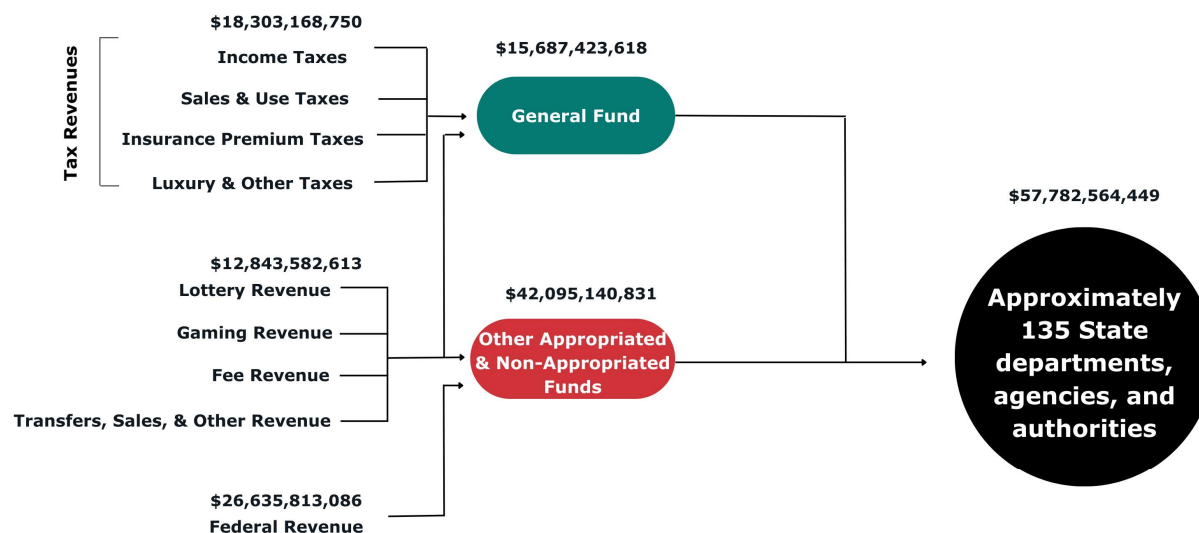 $18,303,168,750
Tax Revenues
Income Taxes
Sales & Use Taxes
Insurance Premium Taxes
Luxury & Other Taxes
$15,687,423,618
General Fund
$12,843,582,613
Lottery Revenue
Gaming Revenue
Fee Revenue
Transfers, Sales, & Other Revenue
$42,095,140,831
Other Appropriated
& Non-Appropriated
Funds
$26,635,813,086
Federal Revenue
$57,782,564,449
Approximately
135 State
departments,
agencies, and
authorities